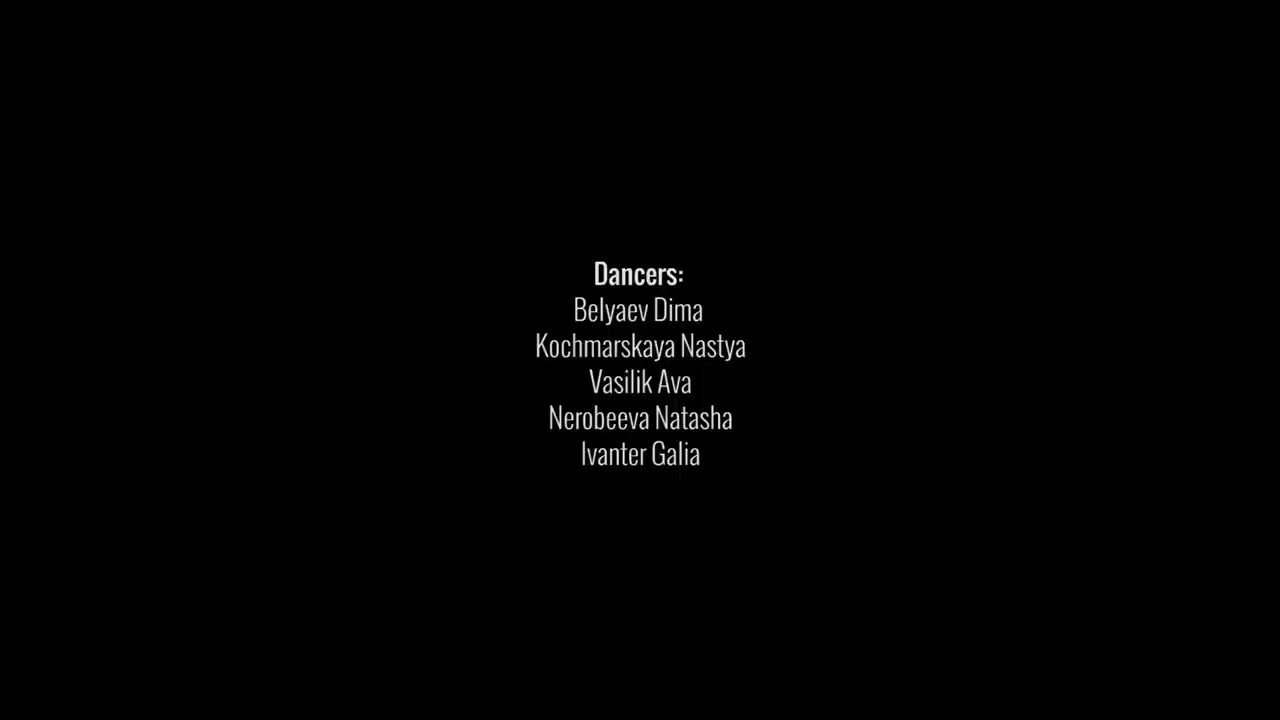 Dancers:
Belyaev Dima
Kochmarskaya Nastya
Vasilik Ava
Nerobeeva Natasha
Ivanter Galia